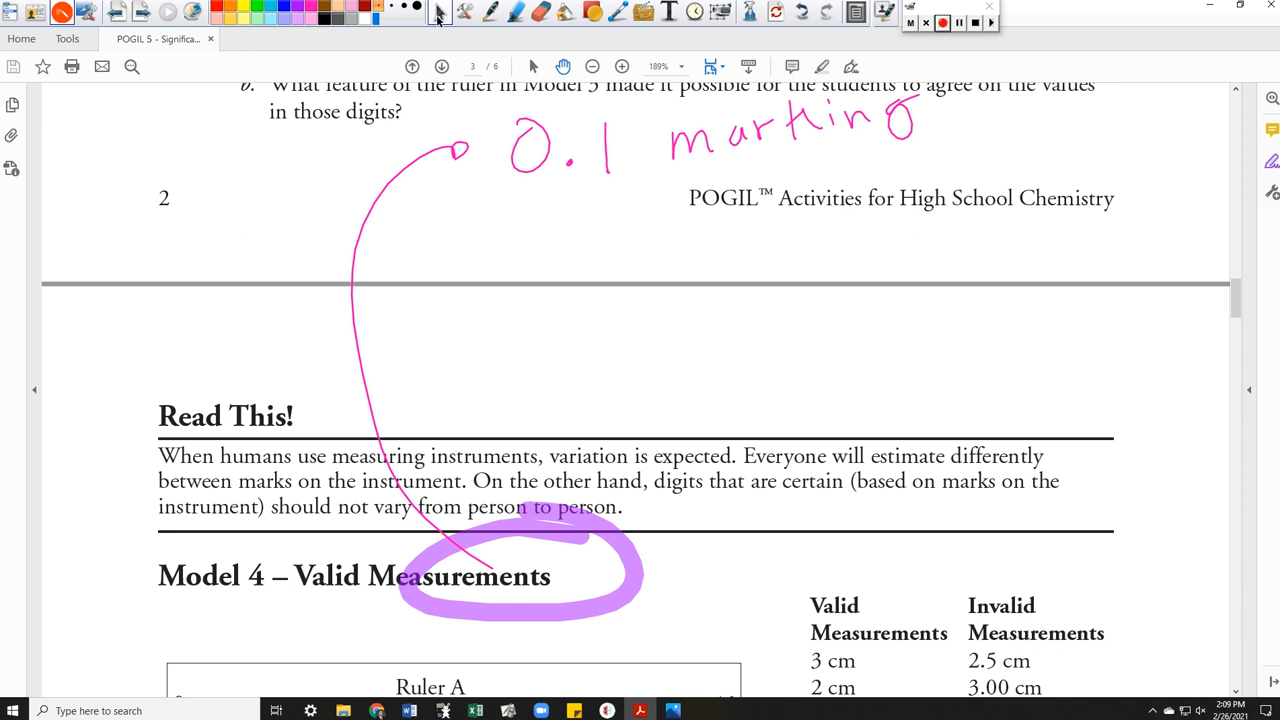 M
Home Tools POGIL 5 - Significa... ×
3 / 6 189%
b. What feature of the ruler in Model 3 made it possible for the students to agree on the values
in those digits?
0.1 marking
2 POGIL™ Activities for High School Chemistry
Read This!
When humans use measuring instruments, variation is expected. Everyone will estimate differently
between marks on the instrument. On the other hand, digits that are certain (based on marks on the
instrument) should not vary from person to person.
Model 4 – Valid Measurements
Valid Invalid
Measurements Measurements
3 cm 2.5 cm
Ruler A 2 cm 3.00 cm
Type here to search
2:09 PM
2/26/2021